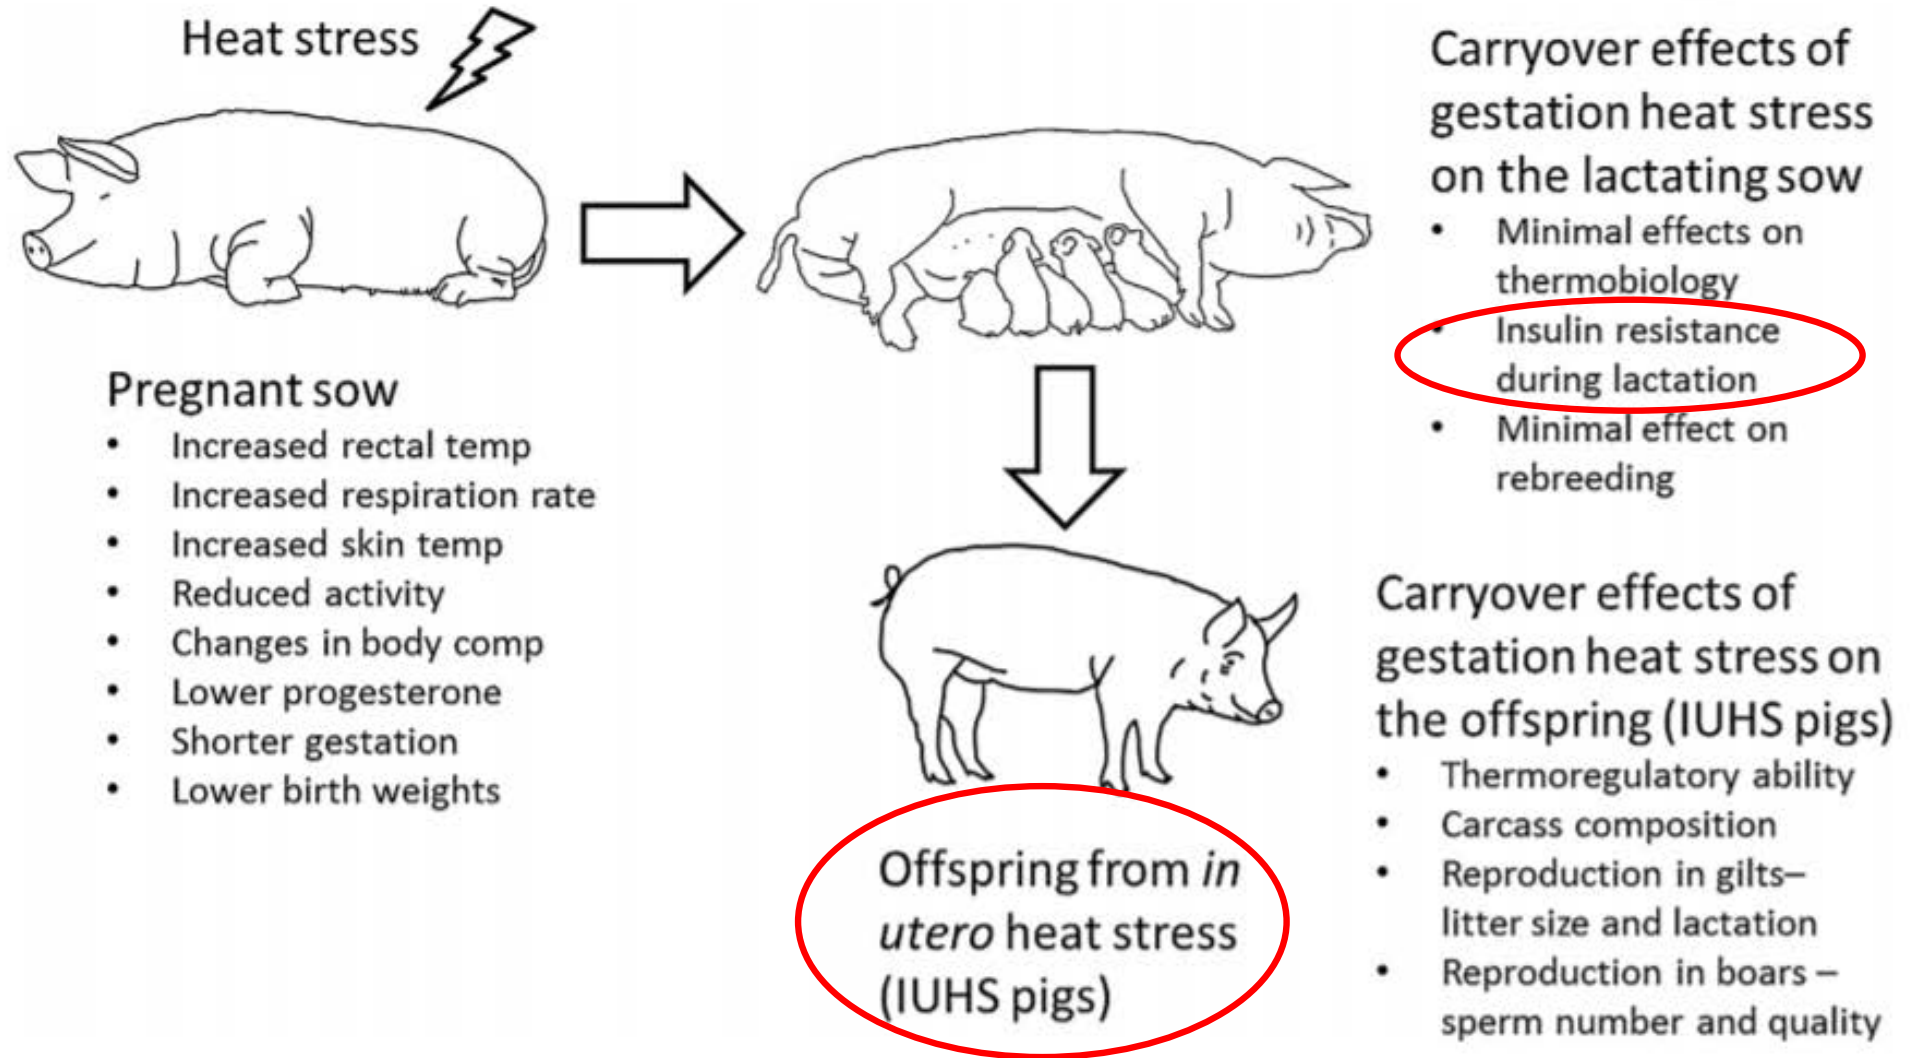 Heat stress
Pregnant sow
• Increased rectal temp
• Increased respiration rate
• Increased skin temp
• Reduced activity
• Changes in body comp
• Lower progesterone
• Shorter gestation
• Lower birth weights
Carryover effects of
gestation heat stress
on the lactating sow
• Minimal effects on
thermobiology
• Insulin resistance
during lactation
• Minimal effect on
rebreeding
Offspring from in
utero heat stress
(IUHS pigs)
Carryover effects of
gestation heat stress on
the offspring (IUHS pigs)
• Thermoregulatory ability
• Carcass composition
• Reproduction in gilts–
litter size and lactation
• Reproduction in boars –
sperm number and quality